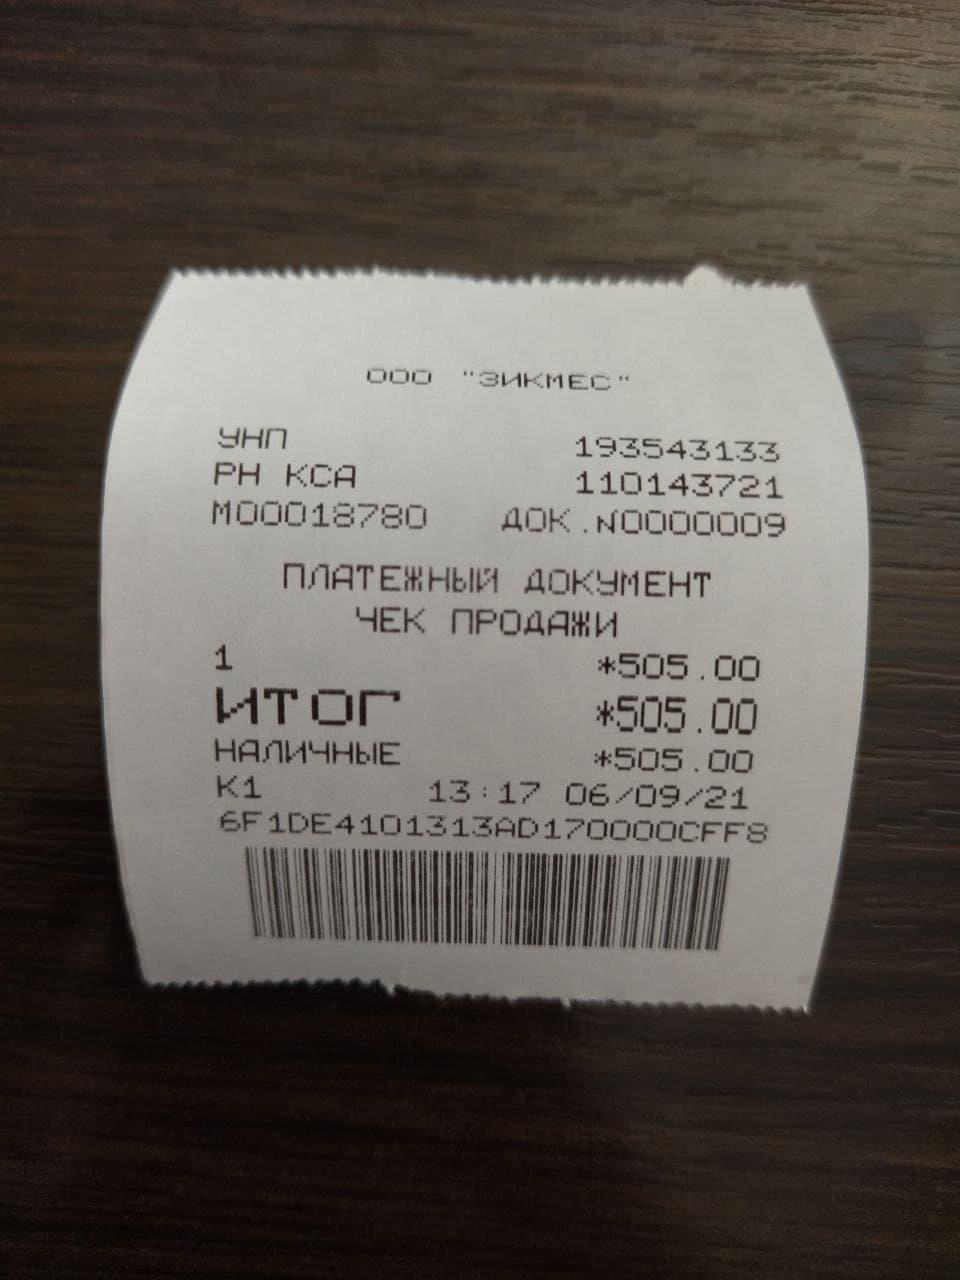 ООО "ЗИКМЕС"
УНП 193543133
РН КСА 110143721
М00018780 ДОК.N0000009
ПЛАТЕЖНЫЙ ДОКУМЕНТ
ЧЕК ПРОДАЖИ
1 *505.00
ИТОГ *505.00
НАЛИЧНЫЕ *505.00
К1 13:17 06/09/21
6F1DE4101313AD170000CFF8